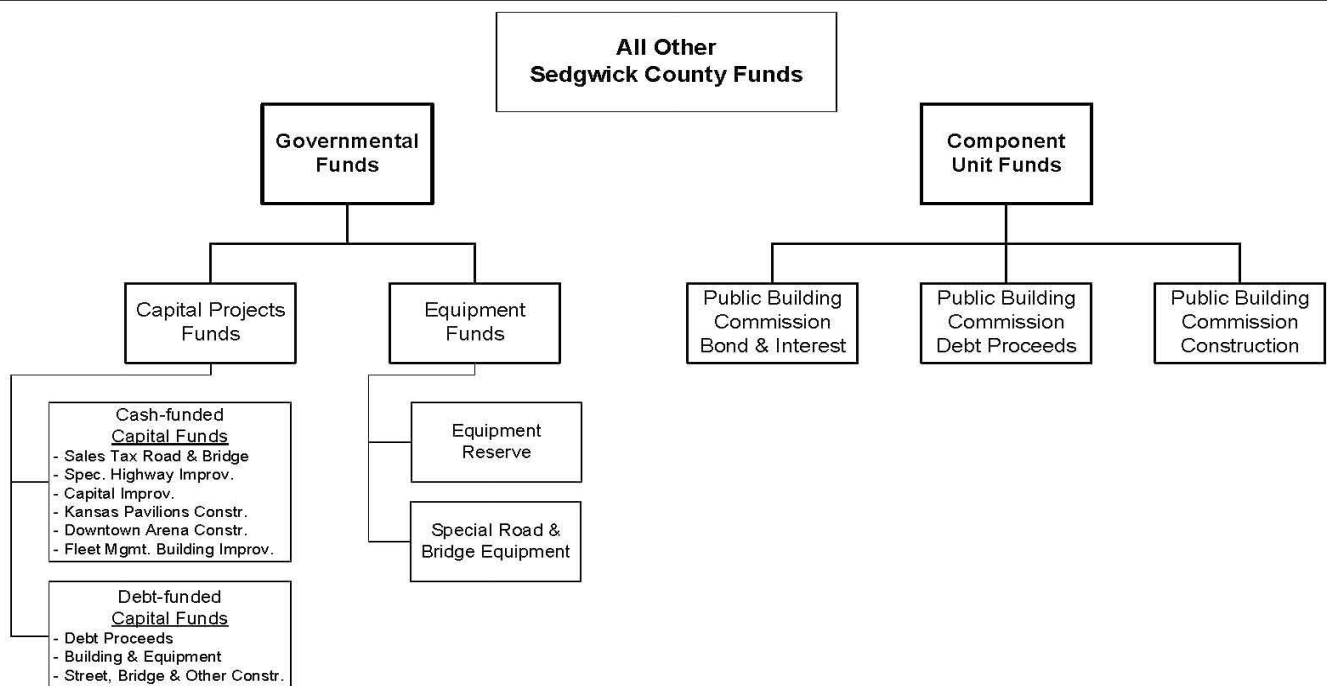 All Other
Sedgwick County Funds
Governmental
Funds
Component
Unit Funds
Capital Projects
Funds
Equipment
Funds
Public Building
Commission
Bond & Interest
Public Building
Commission
Debt Proceeds
Public Building
Commission
Construction
Cash-funded
Capital Funds
- Sales Tax Road & Bridge
- Spec. Highway Improv.
- Capital Improv.
- Kansas Pavilions Constr.
- Downtown Arena Constr.
- Fleet Mgmt. Building Improv.
Equipment
Reserve
Special Road &
Bridge Equipment
Debt-funded
Capital Funds
- Debt Proceeds
- Building & Equipment
- Street, Bridge & Other Constr.